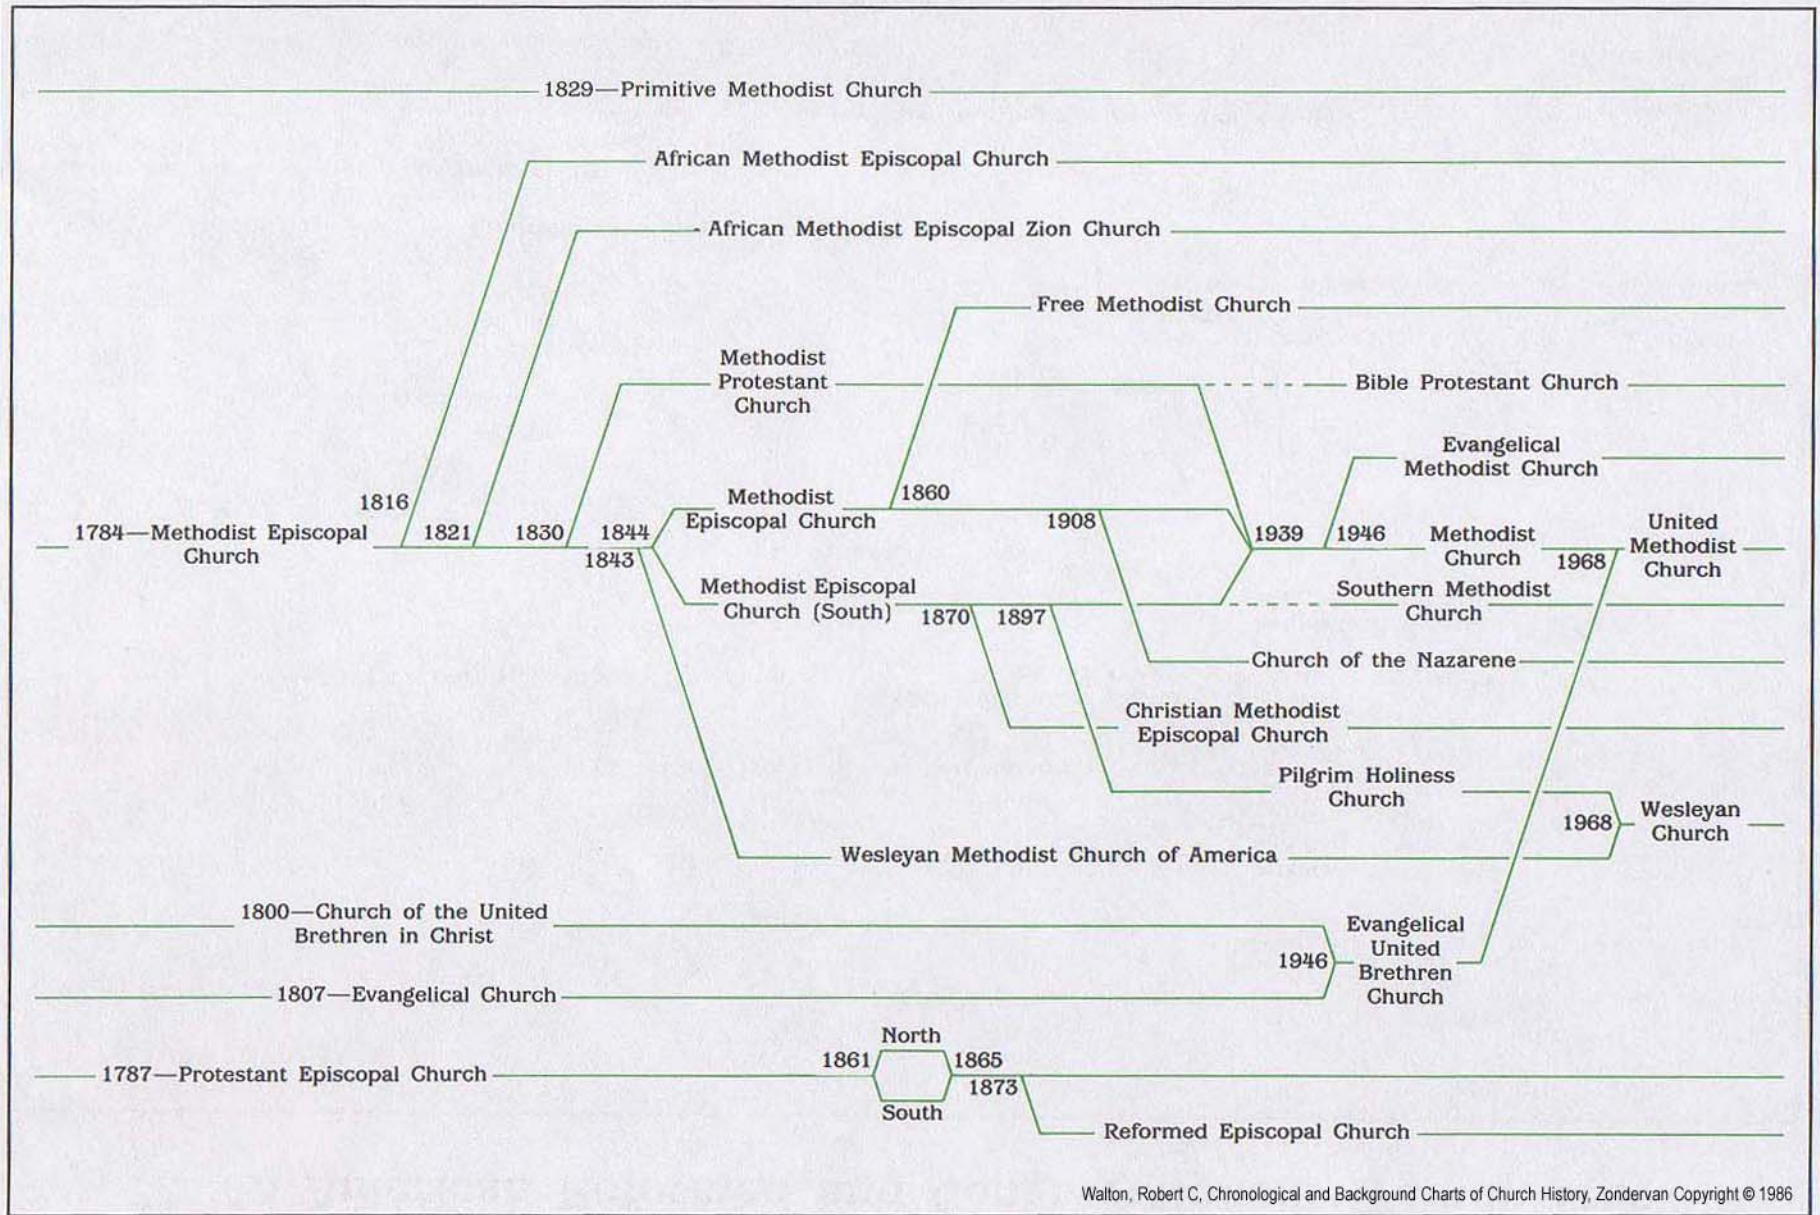 1829—Primitive Methodist Church
African Methodist Episcopal Church
African Methodist Episcopal Zion Church
Free Methodist Church
Methodist
Protestant
Church
Bible Protestant Church
Evangelical
Methodist Church
1816
1784—Methodist Episcopal
Church
1821
1830
1844
1843
Methodist
Episcopal Church
1860
1908
1939
1946
Methodist
Church
1968
United
Methodist
Church
Methodist Episcopal
Church (South)
1870
1897
Southern Methodist
Church
Church of the Nazarene
Christian Methodist
Episcopal Church
Pilgrim Holiness
Church
1968
Wesleyan
Church
Wesleyan Methodist Church of America
1800—Church of the United
Brethren in Christ
1946
Evangelical
United
Brethren
Church
1807—Evangelical Church
1787—Protestant Episcopal Church
1861
North
South
1865
1873
Reformed Episcopal Church
Walton, Robert C, Chronological and Background Charts of Church History, Zondervan Copyright © 1986